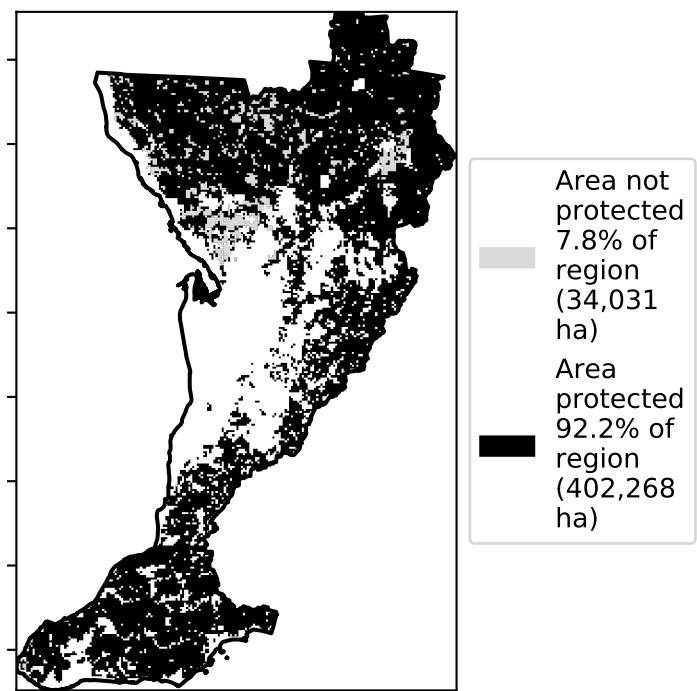 Area not
protected
7.8% of
region
(34,031
ha)
Area
protected
92.2% of
region
(402,268
ha)